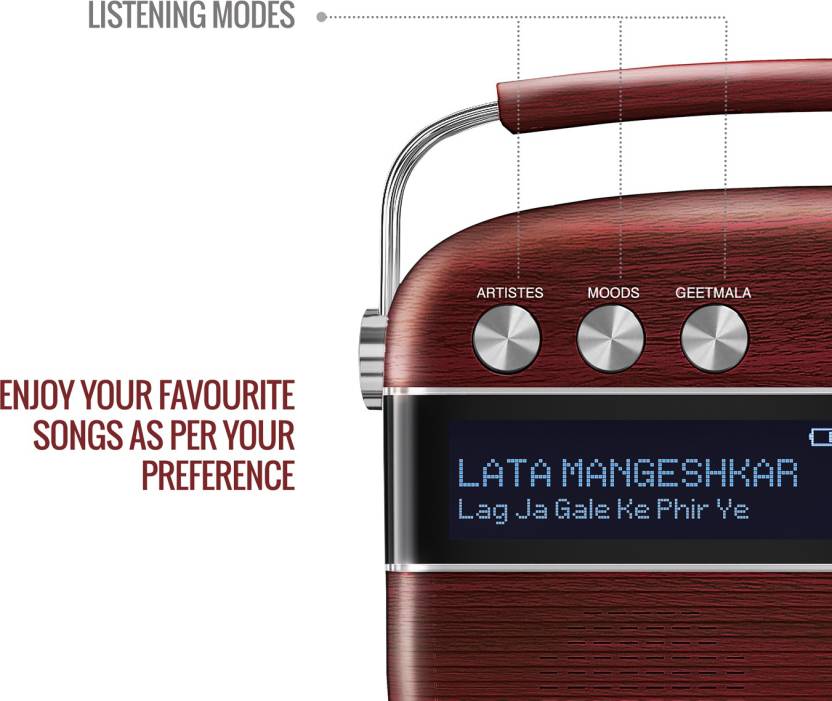 LISTENING MODES
ARTISTES MOODS GEETMALA
ENJOY YOUR FAVOURITE
SONGS AS PER YOUR
PREFERENCE
LATA MANGESHKAR
Lag Ja Gale Ke Phir Ye